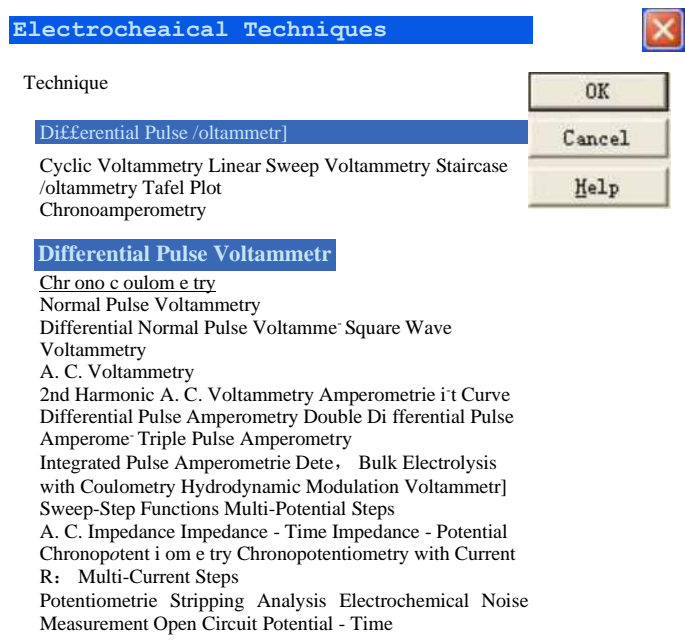 Electrocheaical Techniques
Technique
OK
Di££erential Pulse /oltammetr]
Cancel
Cyclic Voltammetry Linear Sweep Voltammetry Staircase
/oltammetry Tafel Plot
Help
Chronoamperometry
Differential Pulse Voltammetr
Chr ono c oulom e try
Normal Pulse Voltammetry
Differential Normal Pulse Voltamme- Square Wave
Voltammetry
A. C. Voltammetry
2nd Harmonic A. C. Voltammetry Amperometrie i-t Curve
Differential Pulse Amperometry Double Di fferential Pulse
Amperome- Triple Pulse Amperometry
Integrated Pulse Amperometrie Dete， Bulk Electrolysis
with Coulometry Hydrodynamic Modulation Voltammetr]
Sweep-Step Functions Multi-Potential Steps
A. C. Impedance Impedance - Time Impedance - Potential
Chronopotent i om e try Chronopotentiometry with Current
R： Multi-Current Steps
Potentiometrie Stripping Analysis Electrochemical Noise
Measurement Open Circuit Potential - Time